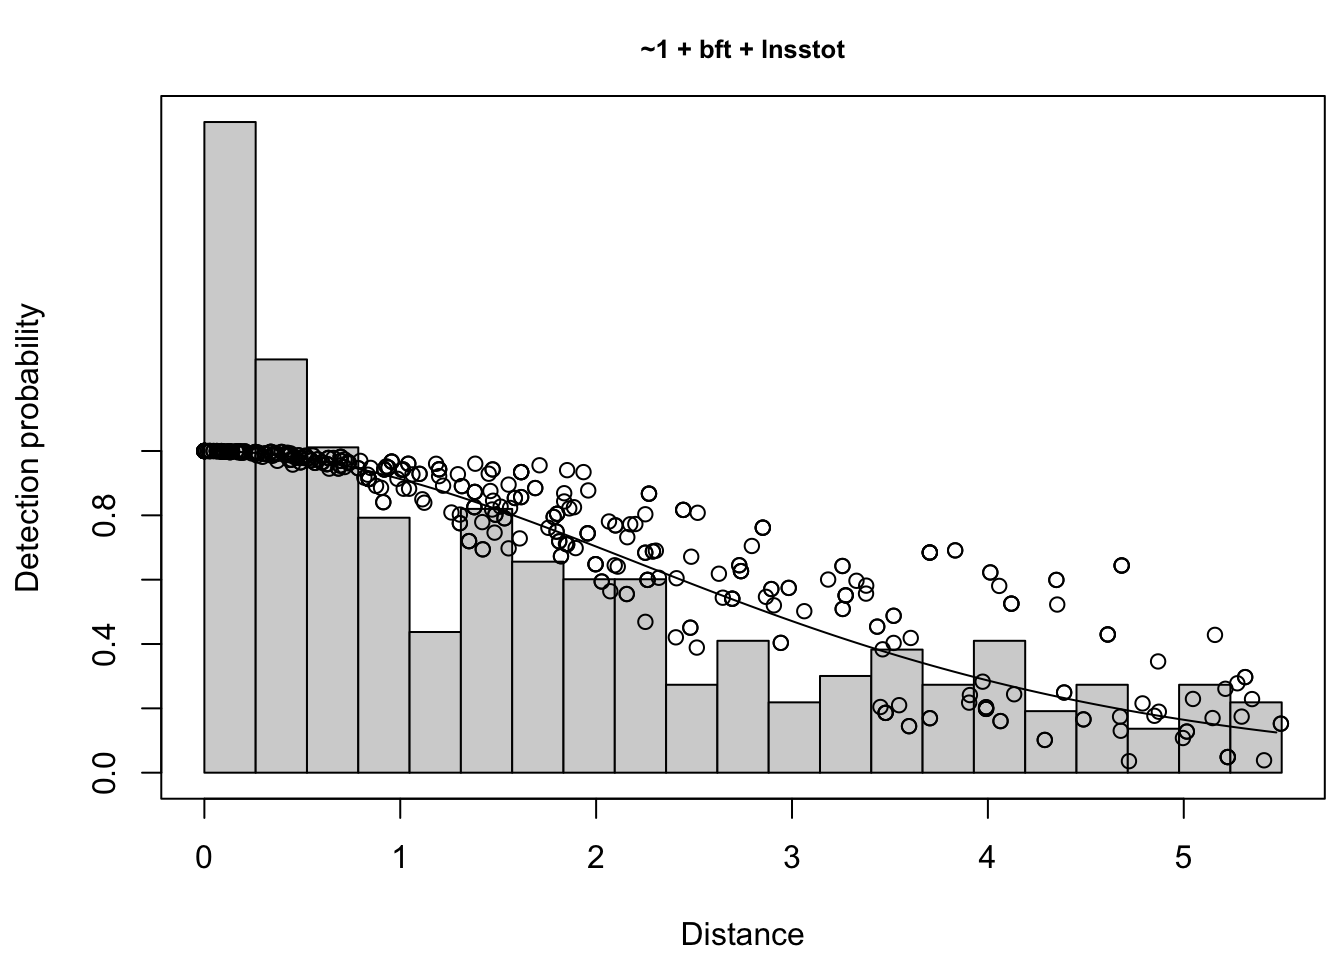 ~1 + bft + lnsstot
Detection probability
0.8
0.4
0.0
0 1 2 3 4 5
Distance